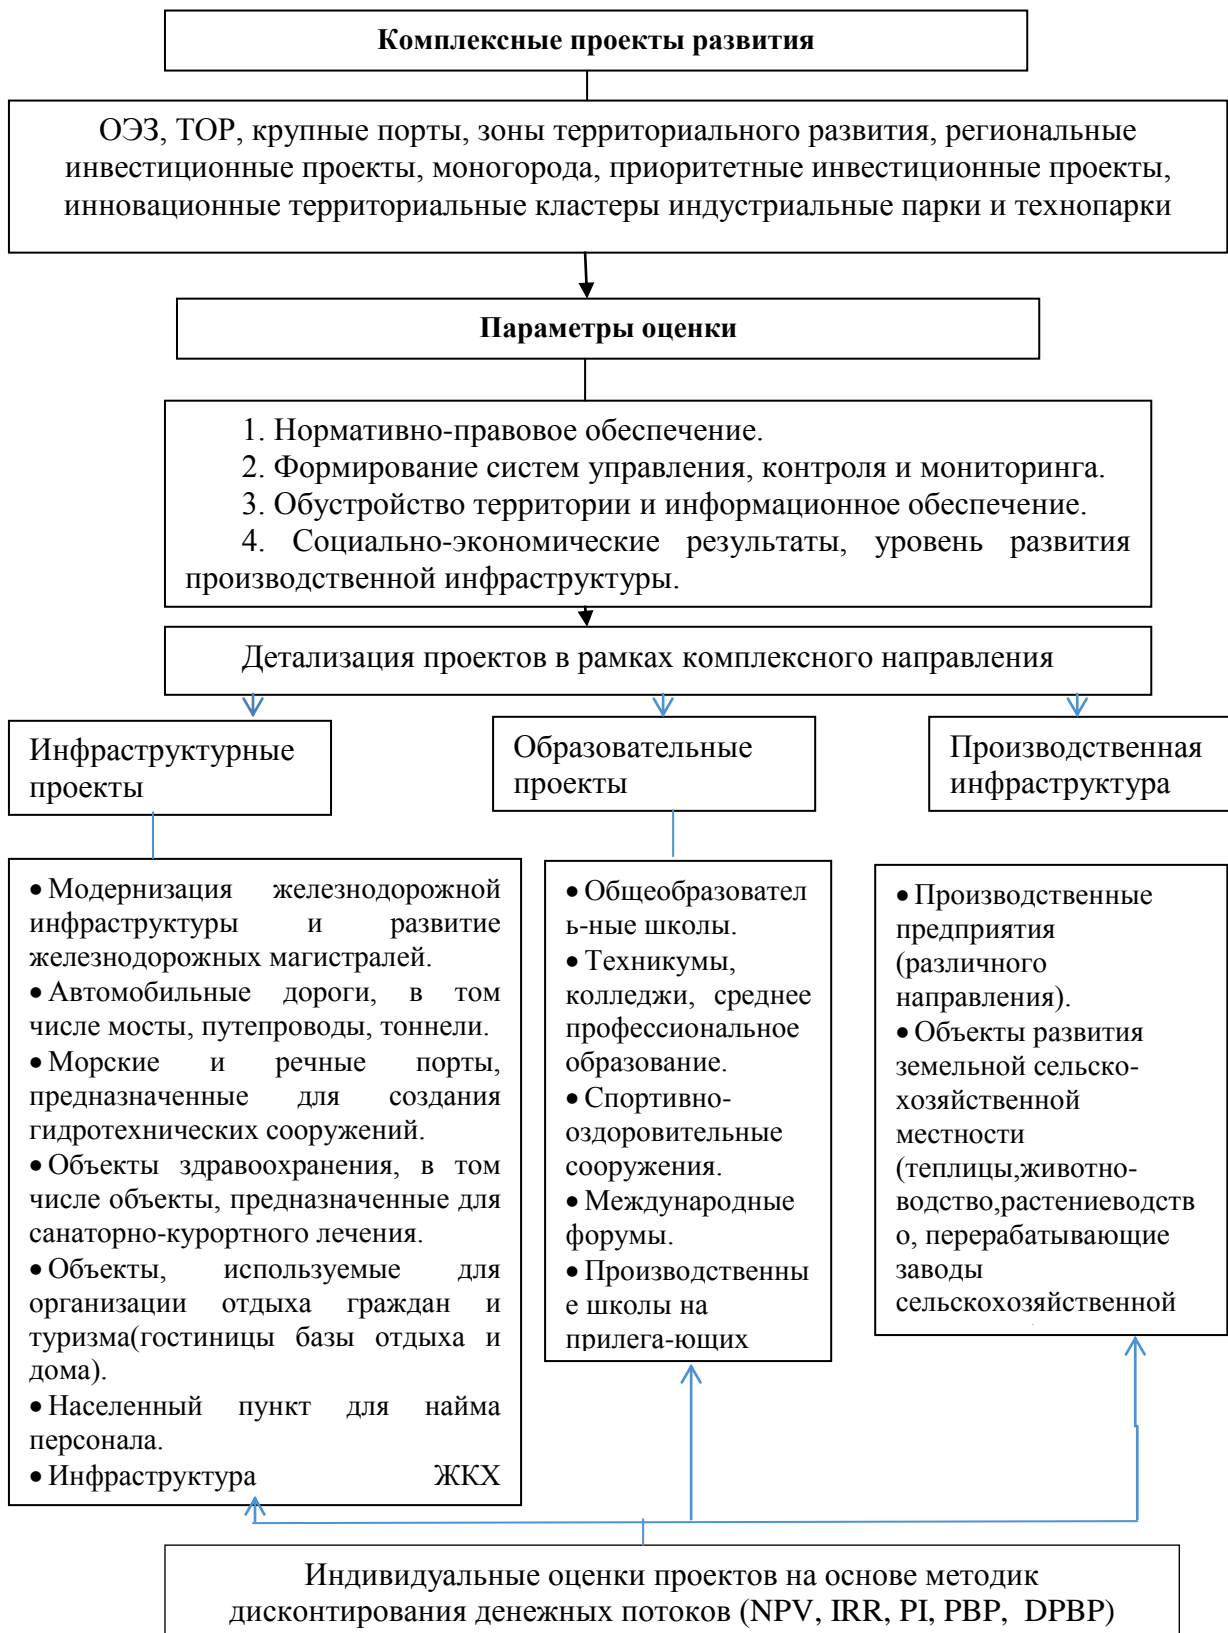 Комплексные проекты развития
ОЭЗ, ТОР, крупные порты, зоны территориального развития, региональные
инвестиционные проекты, моногорода, приоритетные инвестиционные проекты,
инновационные территориальные кластеры индустриальные парки и технопарки
Параметры оценки
1. Нормативно-правовое обеспечение.
2. Формирование систем управления, контроля и мониторинга.
3. Обустройство территории и информационное обеспечение.
4. Социально-экономические результаты, уровень развития
производственной инфраструктуры.
Детализация проектов в рамках комплексного направления
Инфраструктурные
проекты
Образовательные
проекты
Производственная
инфраструктура
• Модернизация железнодорожной
инфраструктуры и развитие
железнодорожных магистралей.
• Автомобильные дороги, в том
числе мосты, путепроводы, тоннели.
• Морские и речные порты,
предназначенные для создания
гидротехнических сооружений.
• Объекты здравоохранения, в том
числе объекты, предназначенные для
санаторно-курортного лечения.
• Объекты, используемые для
организации отдыха граждан и
туризма(гостиницы базы отдыха и
дома).
• Населенный пункт для найма
персонала.
• Инфраструктура ЖКХ
• Общеобразовател
ь-ные школы.
• Техникумы,
колледжи, среднее
профессиональное
образование.
• Спортивно-
оздоровительные
сооружения.
• Международные
форумы.
• Производственны
е школы на
прилега-ющих
• Производственные
предприятия
(различного
направления).
• Объекты развития
земельной сельско-
хозяйственной
местности
(теплицы,животно-
водство,растениеводств
о, перерабатывающие
заводы
сельскохозяйственной
Индивидуальные оценки проектов на основе методик
дисконтирования денежных потоков (NPV, IRR, PI, PBP, DPBP)